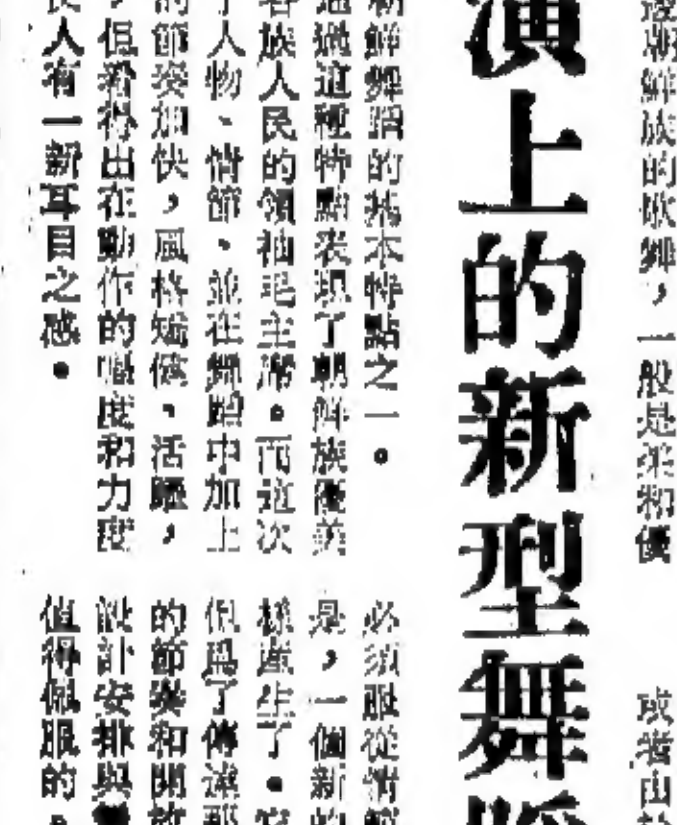 邊朝鮮族的歌舞，一般是柔和優
或者由於
演上的新型舞蹈
朝鮮舞蹈的基本特點之一。
通過這種特點表現了朝鮮族優美
各族人民的領袖毛主席。而這次
了人物、情節，並在舞蹈中加上
的節奏加快，風格矯健、活躍，
，但看得出在動作的幅度和力度
使人有一新耳目之感。
必須服從情節
是，一個新的
樣產生了。
但爲了傳達那
的節奏和開放
設計安排與
值得佩服的。